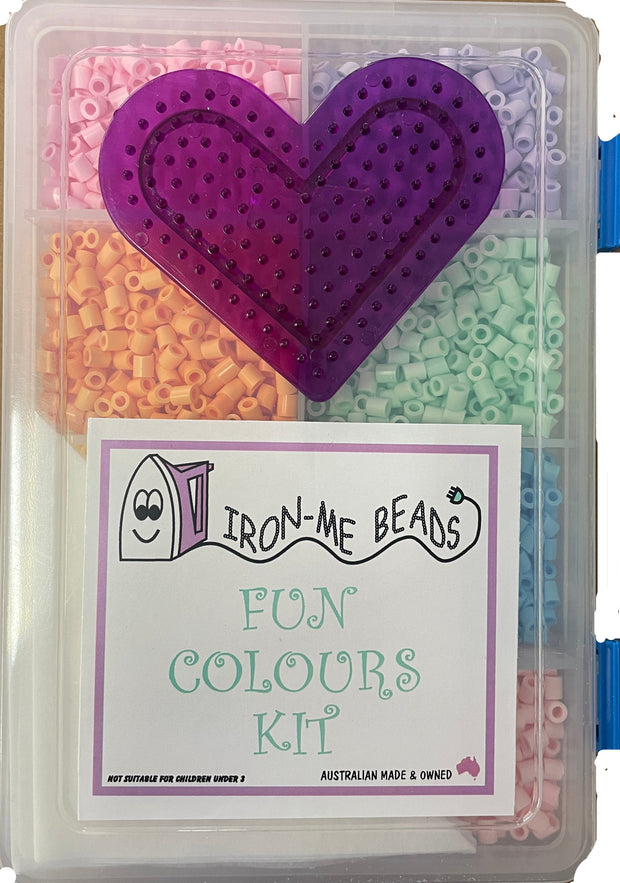 IRON-ME BEADS
FUN
COLOURS
KIT
NOT SUITABLE FOR CHILDREN UNDER 3
AUSTRALIAN MADE & OWNED